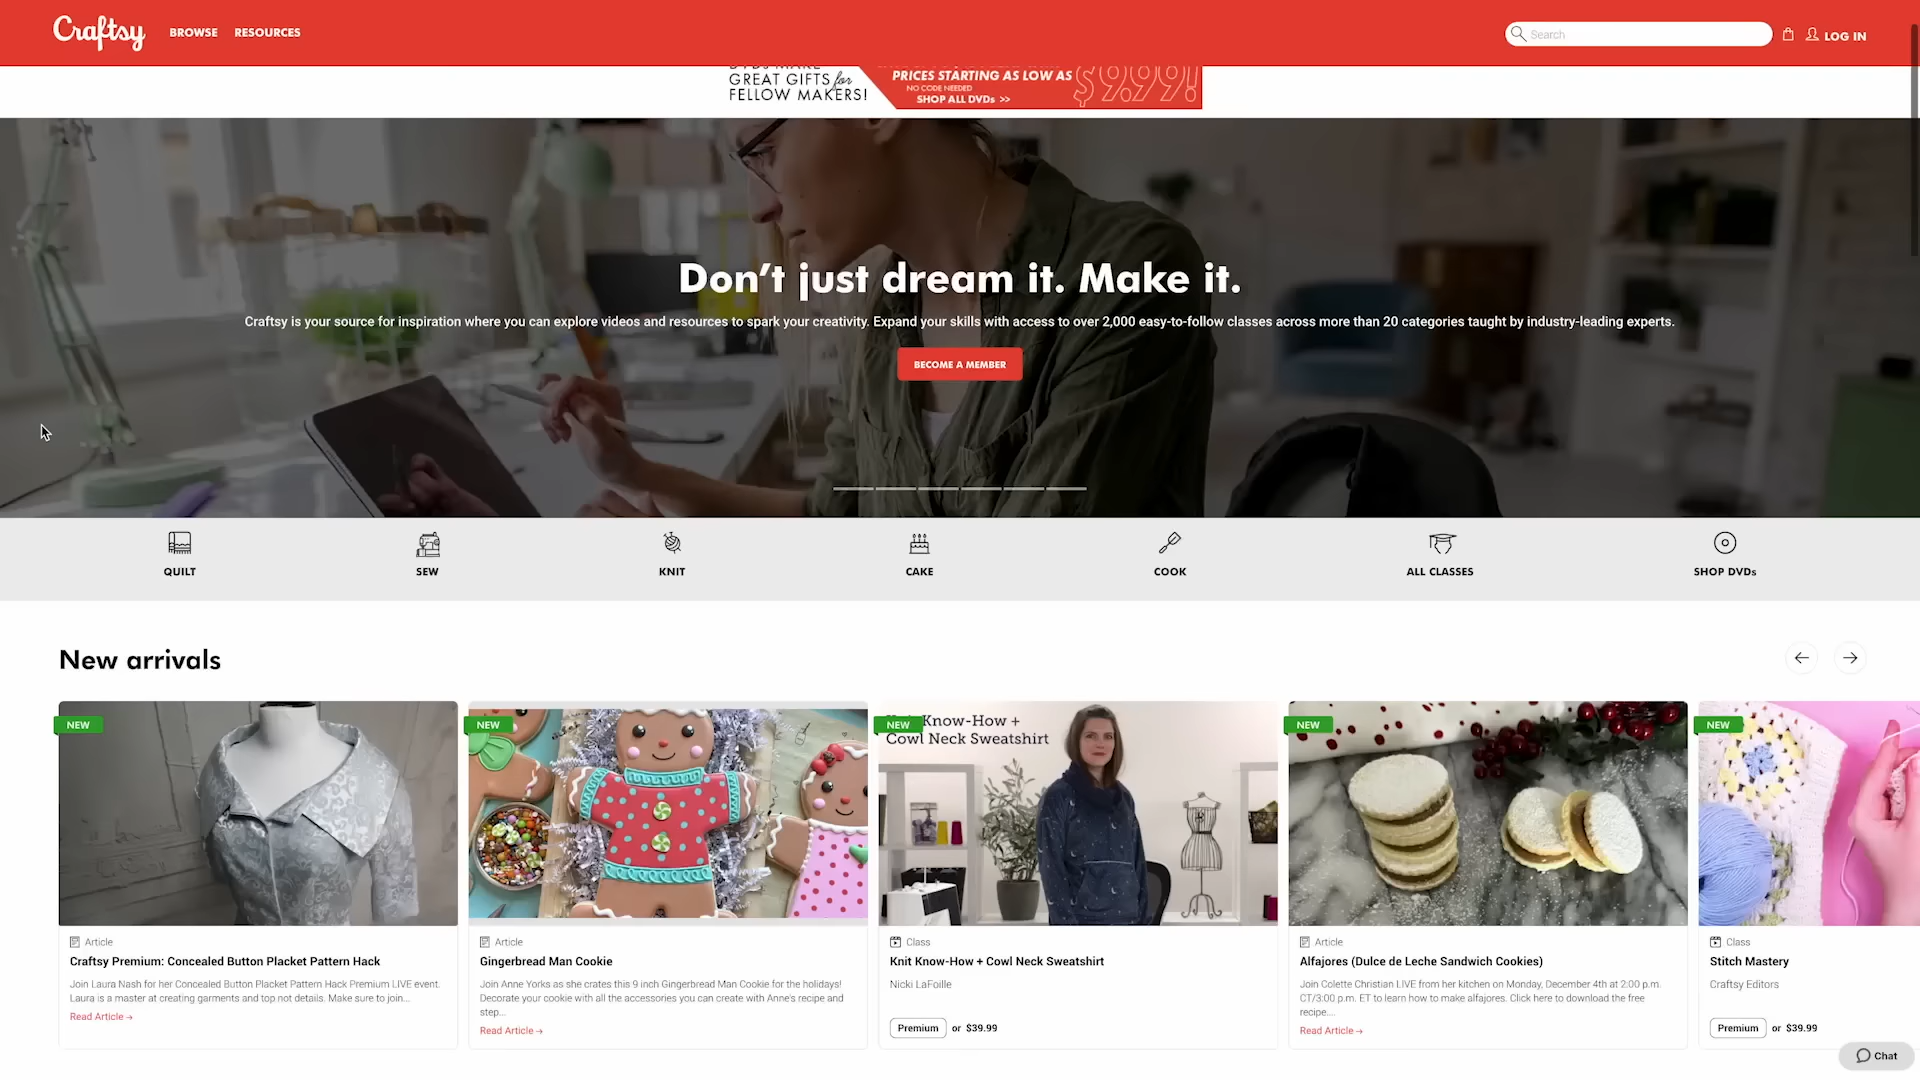 Craftsy
BROWSE
RESOURCES
Search
LOG IN
DVDs MAKE
GREAT GIFTS for
FELLOW MAKERS!
PRICES STARTING AS LOW AS $9.99!
NO CODE NEEDED
SHOP ALL DVDs >>
Don't just dream it. Make it.
Craftsy is your source for inspiration where you can explore videos and resources to spark your creativity. Expand your skills with access to over 2,000 easy-to-follow classes across more than 20 categories taught by industry-leading experts.
BECOME A MEMBER
QUILT
SEW
KNIT
CAKE
COOK
ALL CLASSES
SHOP DVDs
New arrivals
NEW
Article
Craftsy Premium: Concealed Button Placket Pattern Hack
Join Laura Nash for her Concealed Button Placket Pattern Hack Premium LIVE event.
Laura is a master at creating garments and top not details. Make sure to join...
Read Article→
NEW
Article
Gingerbread Man Cookie
Join Anne Yorks as she crates this 9 inch Gingerbread Man Cookie for the holidays!
Decorate your cookie with all the accessories you can create with Anne's recipe and
step...
Read Article→
NEW
Know-How +
Cowl Neck Sweatshirt
Class
Knit Know-How + Cowl Neck Sweatshirt
Nicki LaFoille
Premium or $39.99
NEW
Article
Alfajores (Dulce de Leche Sandwich Cookies)
Join Colette Christian LIVE from her kitchen on Monday, December 4th at 2:00 p.m.
CT/3:00 p.m. ET to learn how to make alfajores. Click here to download the free
recipe....
Read Article→
NEW
Class
Stitch Mastery
Craftsy Editors
Premium or $39.99
Chat